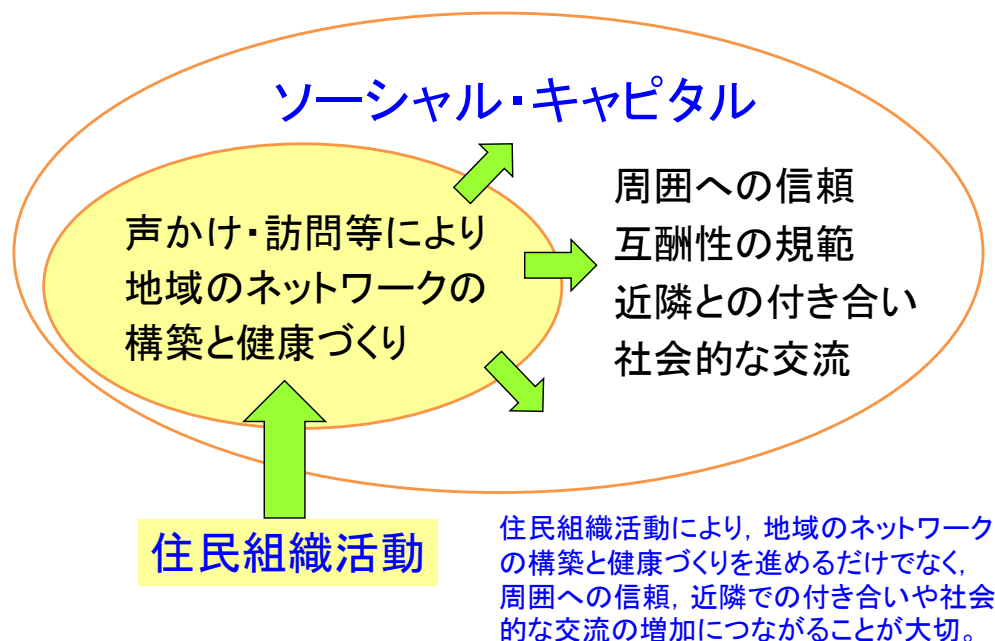 ソーシャル・キャピタル
声かけ・訪問等により
地域のネットワークの
構築と健康づくり
周囲への信頼
互酬性の規範
近隣との付き合い
社会的な交流
住民組織活動
住民組織活動により，地域のネットワーク
の構築と健康づくりを進めるだけでなく，
周囲への信頼，近隣での付き合いや社会
的な交流の増加につながることが大切。